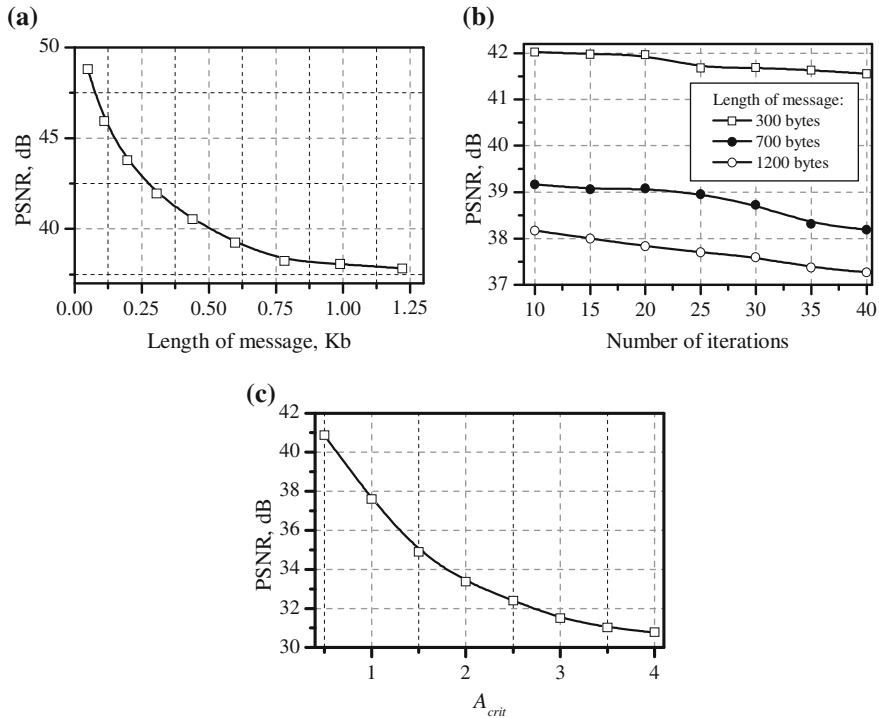 (a)
50
45
40
PSNR, dB
0.00 0.25 0.50 0.75 1.00 1.25
Length of message, Kb
(b)
42
41
40
39
38
37
PSNR, dB
Length of message:
300 bytes
700 bytes
1200 bytes
10 15 20 25 30 35 40
Number of iterations
(c)
42
40
38
36
34
32
30
PSNR, dB
1 2 3 4
A_crit